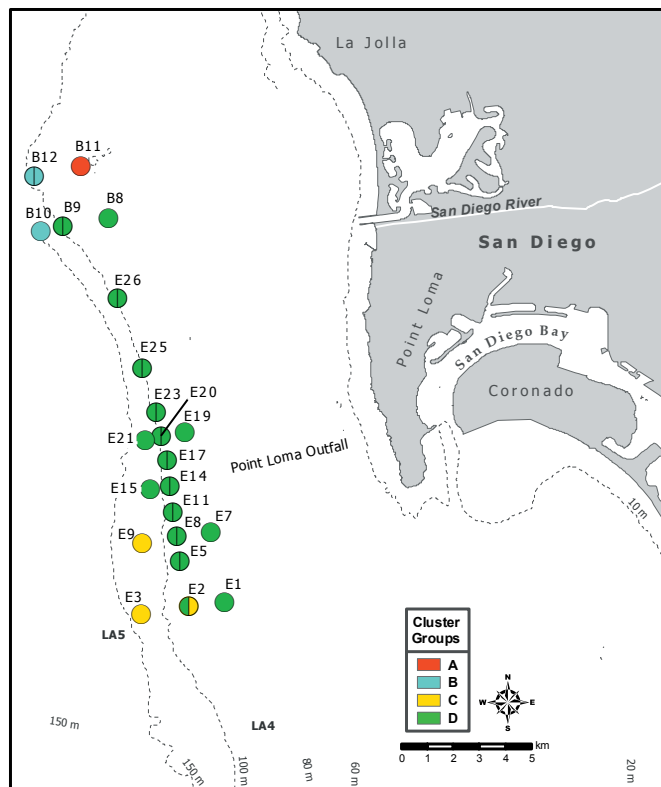 La Jolla
B11
B12
B8
B9
B10
San Diego River
San Diego
E26
Point Loma
San Diego Bay
E25
Coronado
E23
E20
E19
E21
Point Loma Outfall
E17
E14
E15
E11
10 m
E7
E8
E9
E5
E1
E2
E3
LA5
Cluster
Groups
A
B
C
D
N
W E
S
150 m
LA4
150 m
100 m
80 m
60 m
20 m
km
0 1 2 3 4 5